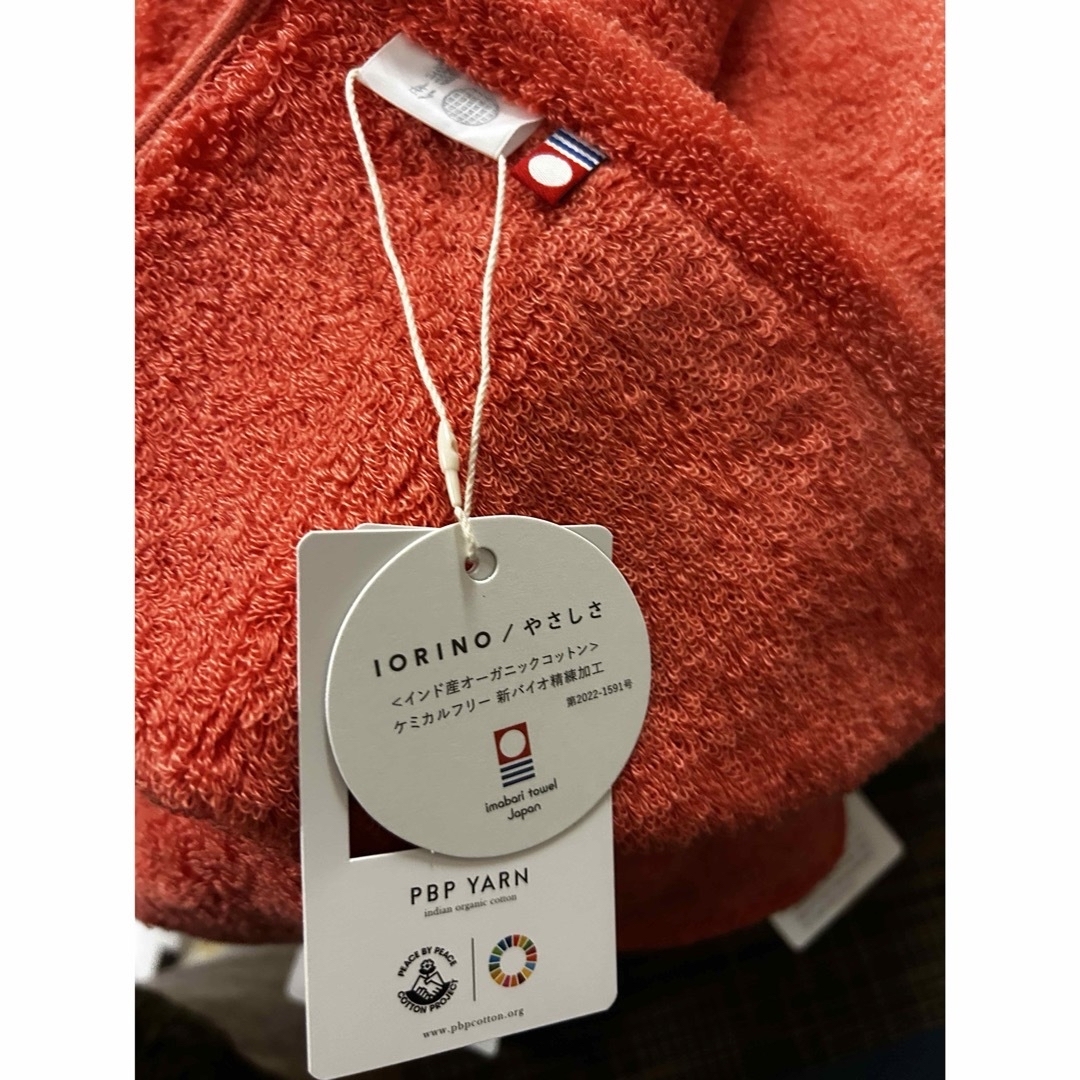 IORINO / やさしさ
<インド産オーガニックコットン>
ケミカルフリー 新バイオ精練加工
第2022-1591号
imabari towel
Japan
PBP YARN
indian organic cotton
PEACE BY PEACE
COTTON PROJECT
www.pbpcotton.org